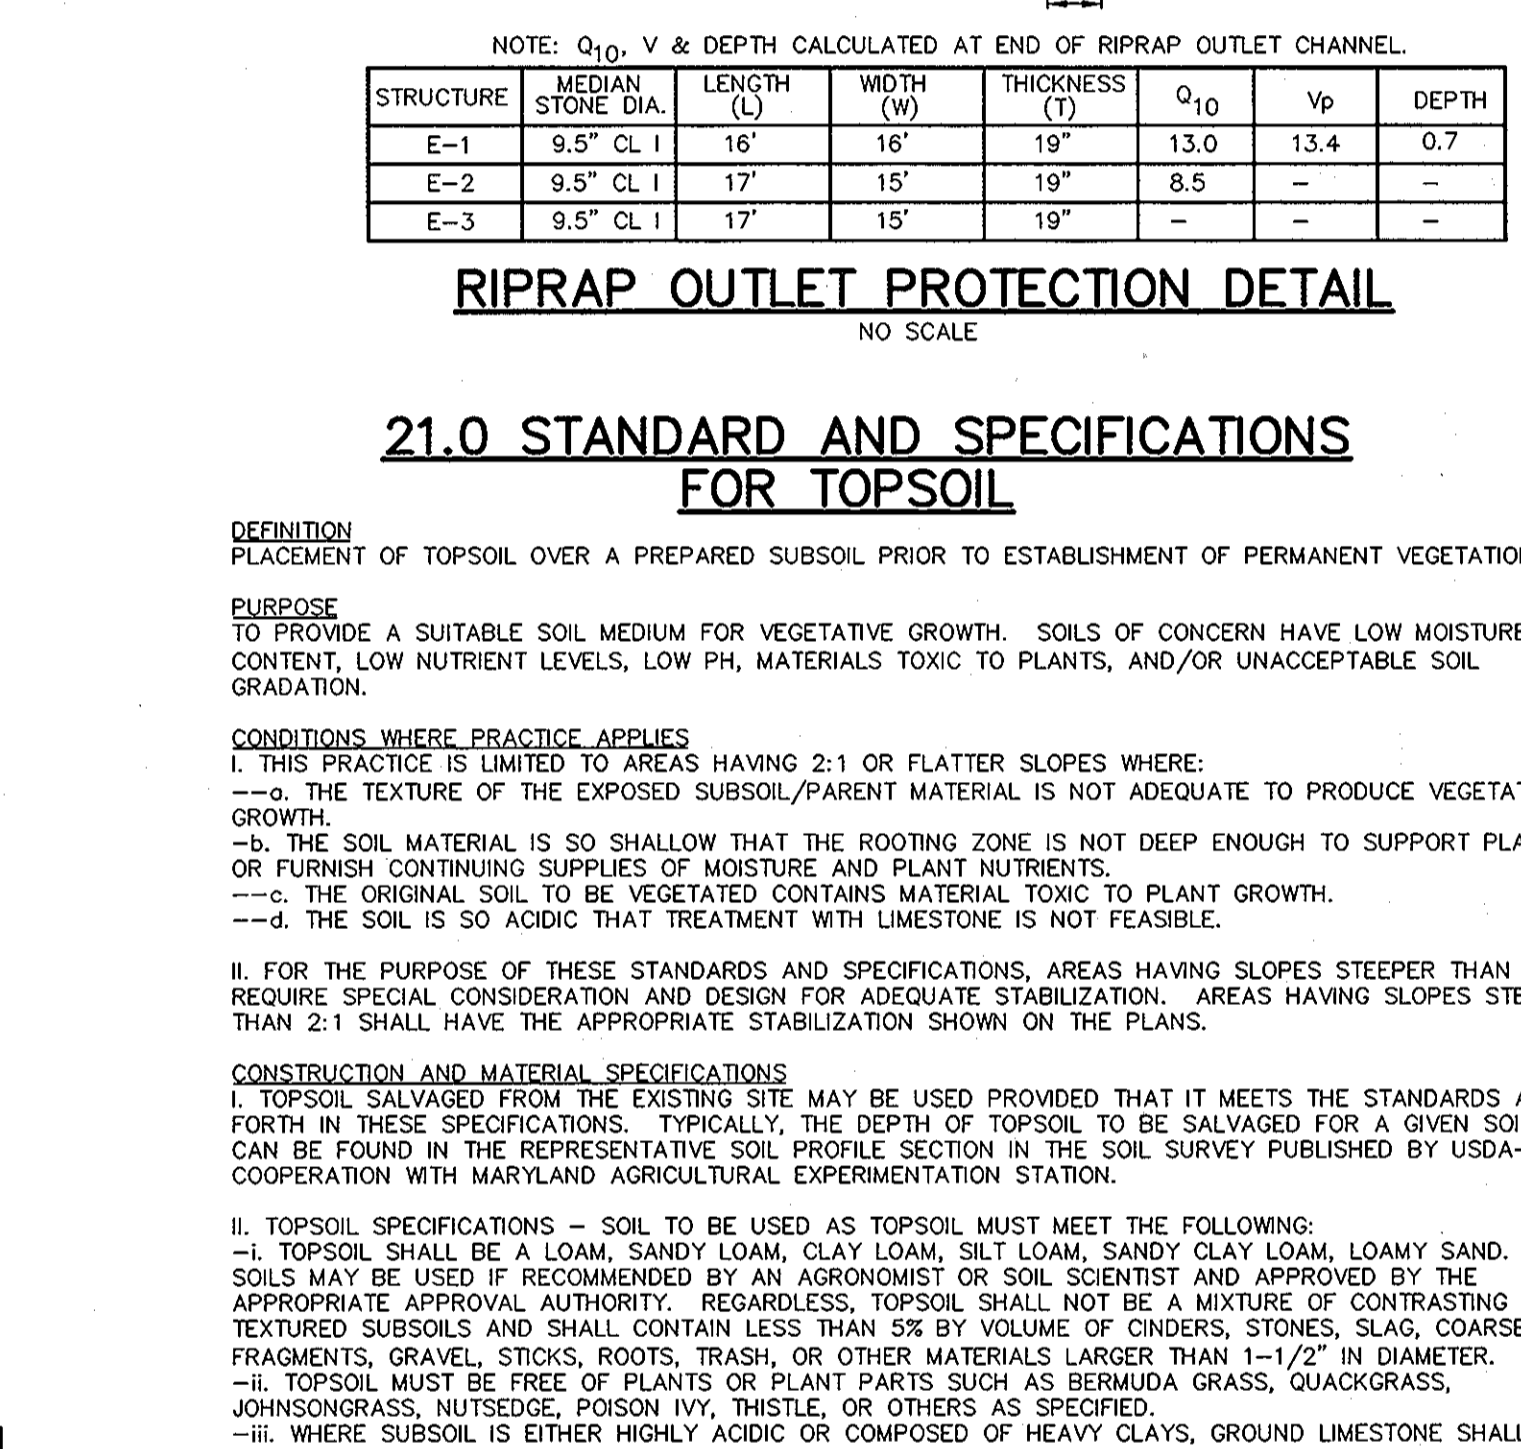 NOTE: Q10, V & DEPTH CALCULATED AT END OF RIPRAP OUTLET CHANNEL.
STRUCTURE MEDIAN STONE DIA. LENGTH (L) WIDTH (W) THICKNESS (T) Q10 Vp DEPTH
E-1 9.5" CL I 16' 16' 19" 13.0 13.4 0.7
E-2 9.5" CL I 17' 15' 19" 8.5 - -
E-3 9.5" CL I 17' 15' 19" - - -
RIPRAP OUTLET PROTECTION DETAIL
NO SCALE
21.0 STANDARD AND SPECIFICATIONS
FOR TOPSOIL
DEFINITION
PLACEMENT OF TOPSOIL OVER A PREPARED SUBSOIL PRIOR TO ESTABLISHMENT OF PERMANENT
PURPOSE
TO PROVIDE A SUITABLE SOIL MEDIUM FOR VEGETATIVE GROWTH. SOILS OF CONCERN HAVE LOW MOISTURE
CONTENT, LOW NUTRIENT LEVELS, LOW PH, MATERIALS TOXIC TO PLANTS, AND/OR UNACCEPTABLE SOIL
GRADATION.
CONDITIONS WHERE PRACTICE APPLIES
I. THIS PRACTICE IS LIMITED TO AREAS HAVING 2:1 OR FLATTER SLOPES WHERE:
--a. THE TEXTURE OF THE EXPOSED SUBSOIL/PARENT MATERIAL IS NOT ADEQUATE TO PRODUCE
GROWTH.
-b. THE SOIL MATERIAL IS SO SHALLOW THAT THE ROOTING ZONE IS NOT DEEP ENOUGH TO SUPPORT
OR FURNISH CONTINUING SUPPLIES OF MOISTURE AND PLANT NUTRIENTS.
--c. THE ORIGINAL SOIL TO BE VEGETATED CONTAINS MATERIAL TOXIC TO PLANT GROWTH.
--d. THE SOIL IS SO ACIDIC THAT TREATMENT WITH LIMESTONE IS NOT FEASIBLE.
II. FOR THE PURPOSE OF THESE STANDARDS AND SPECIFICATIONS, AREAS HAVING SLOPES STEEPER THAN
REQUIRE SPECIAL CONSIDERATION AND DESIGN FOR ADEQUATE STABILIZATION. AREAS HAVING SLOPES
THAN 2:1 SHALL HAVE THE APPROPRIATE STABILIZATION SHOWN ON THE PLANS.
CONSTRUCTION AND MATERIAL SPECIFICATIONS
I. TOPSOIL SALVAGED FROM THE EXISTING SITE MAY BE USED PROVIDED THAT IT MEETS THE STANDARDS
FORTH IN THESE SPECIFICATIONS. TYPICALLY, THE DEPTH OF TOPSOIL TO BE SALVAGED FOR A GIVEN
CAN BE FOUND IN THE REPRESENTATIVE SOIL PROFILE SECTION IN THE SOIL SURVEY PUBLISHED BY USDA-
COOPERATION WITH MARYLAND AGRICULTURAL EXPERIMENTATION STATION.
II. TOPSOIL SPECIFICATIONS - SOIL TO BE USED AS TOPSOIL MUST MEET THE FOLLOWING:
-i. TOPSOIL SHALL BE A LOAM, SANDY LOAM, CLAY LOAM, SILT LOAM, SANDY CLAY LOAM, LOAMY SAND.
SOILS MAY BE USED IF RECOMMENDED BY AN AGRONOMIST OR SOIL SCIENTIST AND APPROVED BY THE
APPROPRIATE APPROVAL AUTHORITY. REGARDLESS, TOPSOIL SHALL NOT BE A MIXTURE OF CONTRASTING
TEXTURED SUBSOILS AND SHALL CONTAIN LESS THAN 5% BY VOLUME OF CINDERS, STONES, SLAG, COARSE
FRAGMENTS, GRAVEL, STICKS, ROOTS, TRASH, OR OTHER MATERIALS LARGER THAN 1-1/2" IN DIAMETER.
-ii. TOPSOIL MUST BE FREE OF PLANTS OR PLANT PARTS SUCH AS BERMUDA GRASS, QUACKGRASS,
JOHNSONGRASS, NUTSEDGE, POISON IVY, THISTLE, OR OTHERS AS SPECIFIED.
-iii. WHERE SUBSOIL IS EITHER HIGHLY ACIDIC OR COMPOSED OF HEAVY CLAYS, GROUND LIMESTONE SHALL